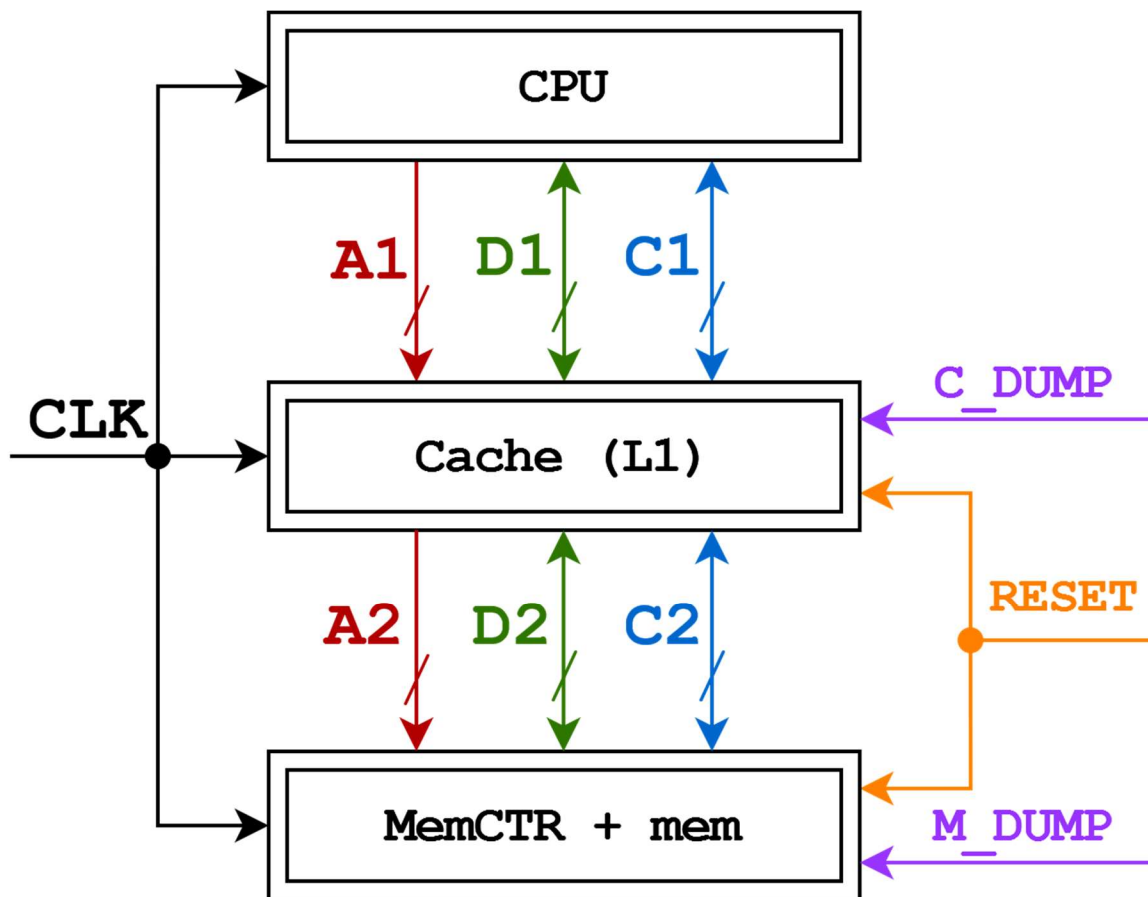 CPU
A1 D1 C1
C_DUMP
CLK
Cache (L1)
RESET
A2 D2 C2
MemCTR + mem
M_DUMP